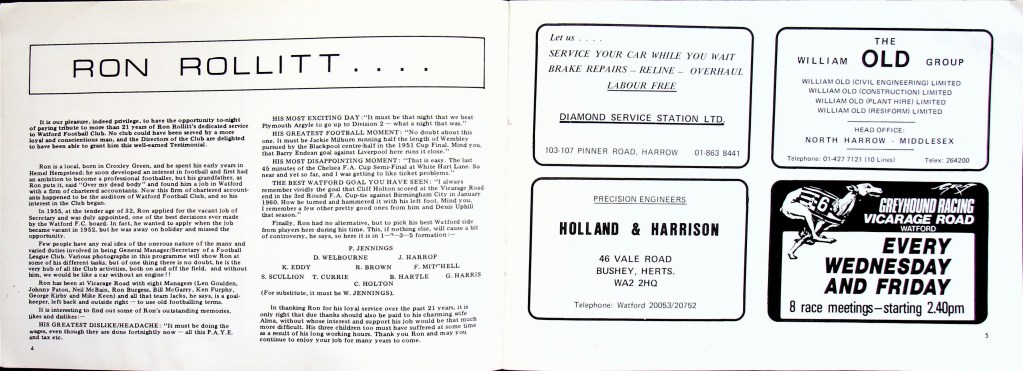 RON ROLLITT . . . .
It is our pleasure, indeed privilege, to have the opportunity to-night
of paying tribute to more than 21 years of Ron Rollitt's dedicated service
to Watford Football Club. No club could have been served by a more
loyal and conscientious man, and the Directors of the Club are delighted
to have been able to grant him this well-earned Testimonial.
Ron is a local, born in Croxley Green, and he spent his early years in
Hemel Hempstead; he soon developed an interest in football and first had
an ambition to become a professional footballer, but his grandfather, as
Ron puts it, said "Over my dead body" and found him a job in Watford
with a firm of chartered accountants. Now this firm of chartered account-
ants happened to be the auditors of Watford Football Club, and so his
interest in the Club began.
In 1955, at the tender age of 32, Ron applied for the vacant job of
Secretary and was duly appointed, one of the best decisions ever made
by the Watford F.C. board. In fact, he wanted to apply when the job
became vacant in 1952, but he was away on holiday and missed the
opportunity.
Few people have any real idea of the onerous nature of the many and
varied duties involved in being General Manager/Secretary of a Football
League Club. Various photographs in this programme will show Ron at
some of his different tasks, but of one thing there is no doubt, he is the
very hub of all the Club activities, both on and off the field, and without
him, we would be like a car without an engine!!
Ron has been at Vicarage Road with eight Managers (Len Goulden,
Johnny Paton, Neil McBain, Ron Burgess, Bill McGarry, Ken Furphy,
George Kirby and Mike Keen) and all that team lacks, he says, is a goal-
keeper, left back and outside right — to use old footballing terms.
It is interesting to find out some of Ron's outstanding memories,
likes and dislikes:—
HIS GREATEST DISLIKE/HEADACHE: "It must be doing the
wages, even though they are done fortnightly now — all this P.A.Y.E.
and tax etc.
4
HIS MOST EXCITING DAY: "It must be that night that we beat
Plymouth Argyle to go up to Division 2 — what a night that was."
HIS GREATEST FOOTBALL MOMENT: "No doubt about this
one. It must be Jackie Milburn running half the length of Wembley
pursued by the Blackpool centre-half in the 1951 Cup Final. Mind you,
that Barry Endean goal against Liverpool here runs it close."
HIS MOST DISAPPOINTING MOMENT: "That is easy. The last
45 minutes of the Chelsea F.A. Cup Semi-Final at White Hart Lane. So
near and yet so far, and I was getting to like ticket problems."
THE BEST WATFORD GOAL YOU HAVE SEEN: "I always
remember vividly the goal that Cliff Holton scored at the Vicarage Road
end in the 3rd Round F.A. Cup-tie against Birmingham City in January
1960. How he turned and hammered it with his left foot. Mind you,
I remember a few other pretty good ones from him and Denis Uphill
that season."
Finally, Ron had no alternative, but to pick his best Watford side
from players here during his time. This, if nothing else, will cause a bit
of controversy, he says, so here it is in formation:—
P. JENNINGS
D. WELBOURNE J. HARROP
K. EDDY R. BROWN F. MITCHELL
S. SCULLION T. CURRIE B. HARTLE G. HARRIS
C. HOLTON
(For substitute, it must be W. JENNINGS).
In thanking Ron for his loyal service over the past 21 years, it is
only right that due thanks should also be paid to his charming wife
Alma, without whose interest and support his job would be that much
more difficult. His three children too must have suffered at some time
as a result of his long working hours. Thank you Ron and may you
continue to enjoy your job for many years to come.
Let us . . . .
SERVICE YOUR CAR WHILE YOU WAIT
BRAKE REPAIRS – RELINE – OVERHAUL
LABOUR FREE
DIAMOND SERVICE STATION LTD.
103-107 PINNER ROAD, HARROW 01-863 8441
THE
WILLIAM OLD GROUP
WILLIAM OLD (CIVIL ENGINEERING) LIMITED
WILLIAM OLD (CONSTRUCTION) LIMITED
WILLIAM OLD (PLANT HIRE) LIMITED
WILLIAM OLD (RESIFORM) LIMITED
HEAD OFFICE:
NORTH HARROW - MIDDLESEX
Telephone: 01-427 7121 (10 Lines) Telex: 264200
PRECISION ENGINEERS
HOLLAND & HARRISON
46 VALE ROAD
BUSHEY, HERTS.
WA2 2HQ
Telephone: Watford 20053/20752
6
GREYHOUND RACING
VICARAGE ROAD
WATFORD
EVERY
WEDNESDAY
AND FRIDAY
8 race meetings—starting 2.40pm
5